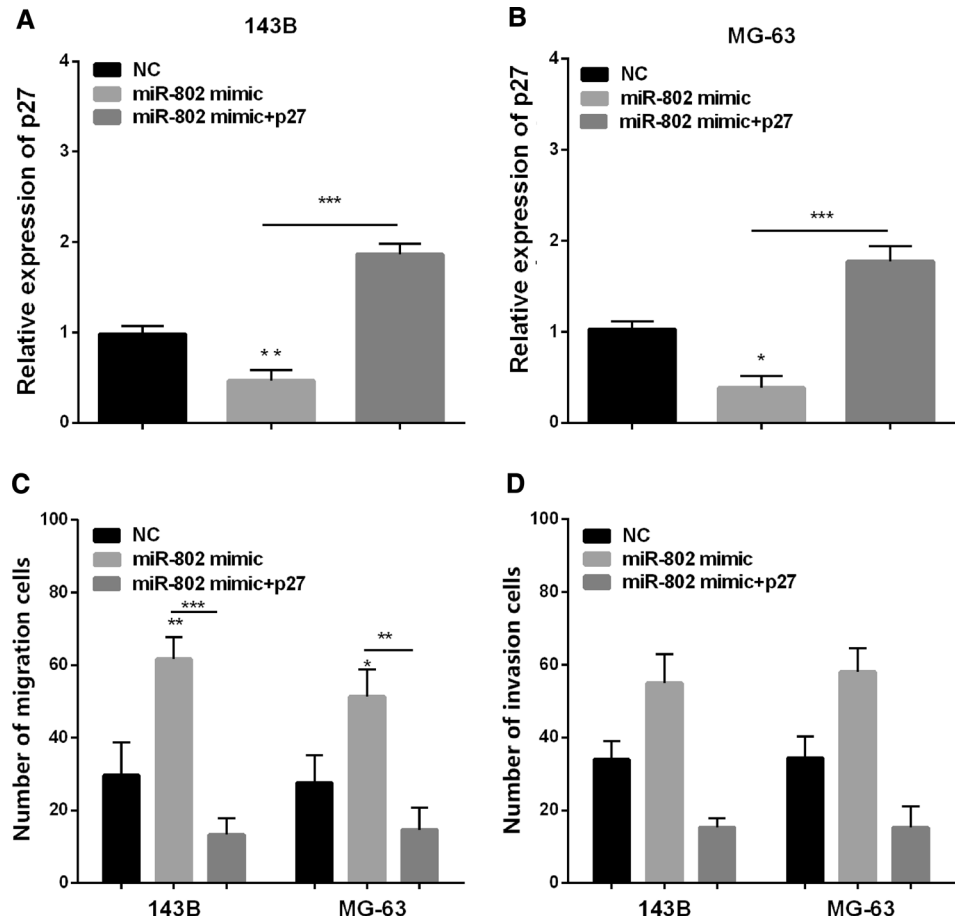 A
143B
Relative expression of p27
4
3
2
1
0
NC
miR-802 mimic
miR-802 mimic+p27
***
* *
B
MG-63
Relative expression of p27
4
3
2
1
0
NC
miR-802 mimic
miR-802 mimic+p27
***
*
C
Number of migration cells
100
80
60
40
20
0
NC
miR-802 mimic
miR-802 mimic+p27
***
**
**
*
143B
MG-63
D
Number of invasion cells
100
80
60
40
20
0
NC
miR-802 mimic
miR-802 mimic+p27
143B
MG-63